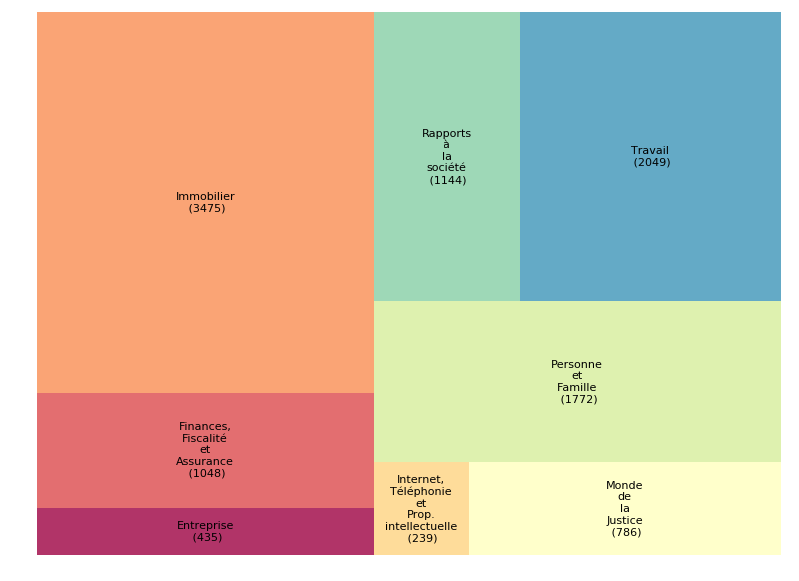 Immobilier
(3475)
Finances,
Fiscalité
et
Assurance
(1048)
Entreprise
(435)
Rapports
à
la
société
(1144)
Travail
(2049)
Personne
et
Famille
(1772)
Internet,
Téléphonie
et
Prop.
intellectuelle
(239)
Monde
de
la
Justice
(786)